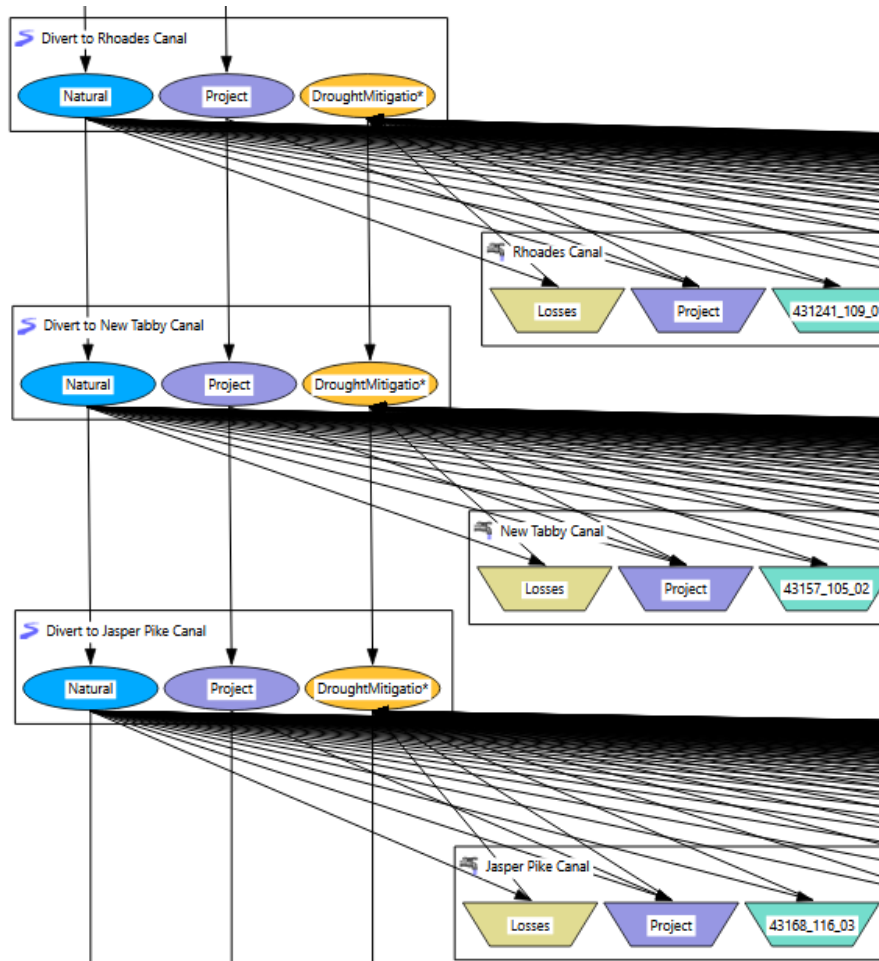 Divert to Rhoades Canal
Natural
Project
DroughtMitigatio*
Rhoades Canal
Losses
Project
431241_109_0
Divert to New Tabby Canal
Natural
Project
DroughtMitigatio*
New Tabby Canal
Losses
Project
43157_105_02
Divert to Jasper Pike Canal
Natural
Project
DroughtMitigatio*
Jasper Pike Canal
Losses
Project
43168_116_03